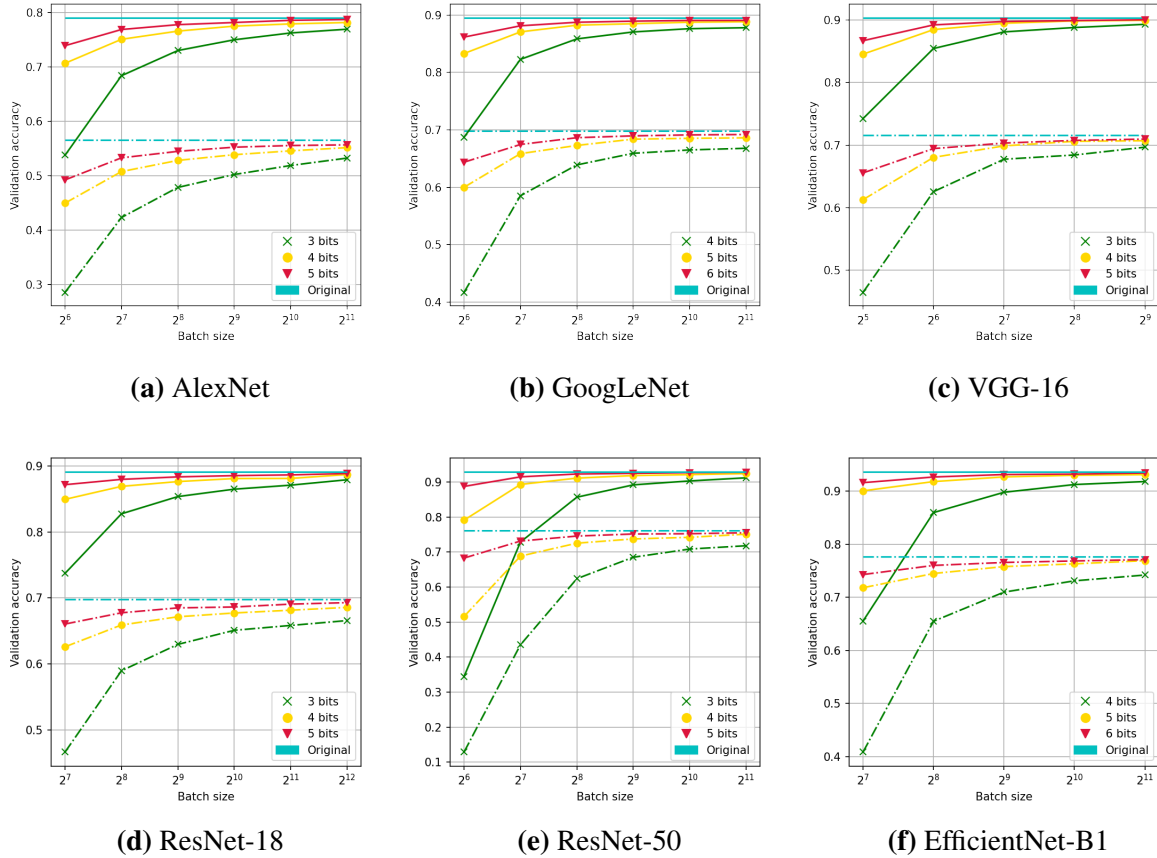 0.8
0.7
0.6
0.5
0.4
0.3
Validation accuracy
3 bits
4 bits
5 bits
Original
2^6 2^7 2^8 2^9 2^10 2^11
Batch size
(a) AlexNet
0.9
0.8
0.7
0.6
0.5
0.4
Validation accuracy
4 bits
5 bits
6 bits
Original
2^6 2^7 2^8 2^9 2^10 2^11
Batch size
(b) GoogLeNet
0.9
0.8
0.7
0.6
0.5
Validation accuracy
3 bits
4 bits
5 bits
Original
2^5 2^6 2^7 2^8 2^9
Batch size
(c) VGG-16
0.9
0.8
0.7
0.6
0.5
Validation accuracy
3 bits
4 bits
5 bits
Original
2^7 2^8 2^9 2^10 2^11 2^12
Batch size
(d) ResNet-18
0.9
0.8
0.7
0.6
0.5
0.4
0.3
0.2
0.1
Validation accuracy
3 bits
4 bits
5 bits
Original
2^6 2^7 2^8 2^9 2^10 2^11
Batch size
(e) ResNet-50
0.9
0.8
0.7
0.6
0.5
0.4
Validation accuracy
4 bits
5 bits
6 bits
Original
2^7 2^8 2^9 2^10 2^11
Batch size
(f) EfficientNet-B1